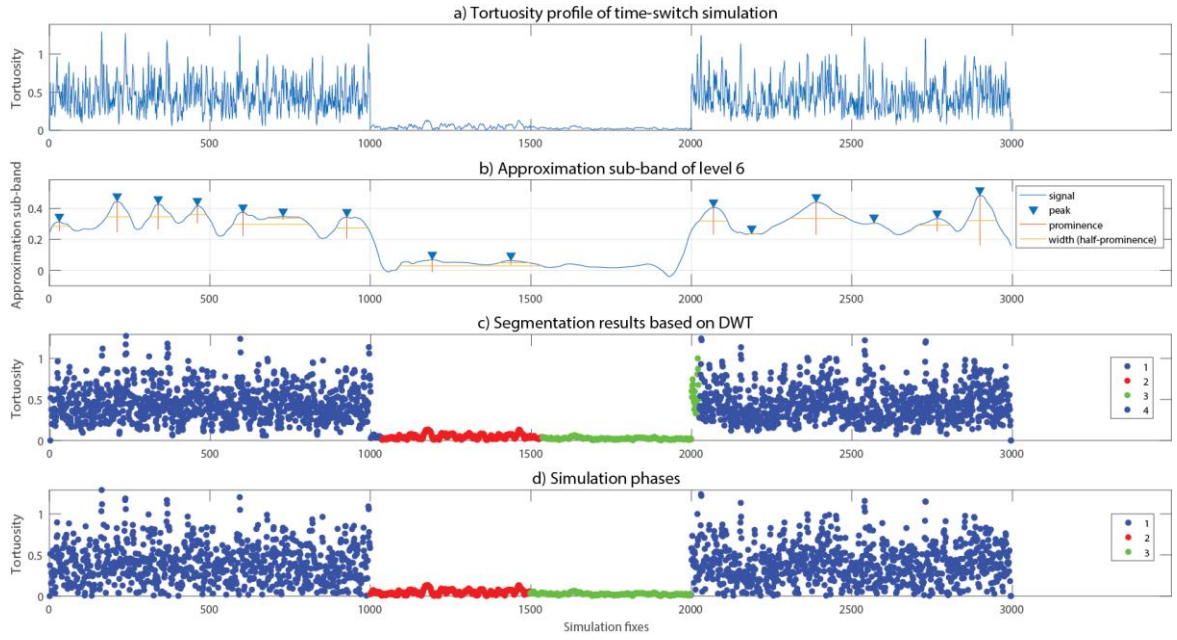 a) Tortuosity profile of time-switch simulation
Tortuosity
1
0.5
0
0 500 1000 1500 2000 2500 3000
b) Approximation sub-band of level 6
Approximation sub-band
0.4
0.2
0
signal
peak
prominence
width (half-prominence)
0 500 1000 1500 2000 2500 3000
c) Segmentation results based on DWT
Tortuosity
1
0.5
0
1
2
3
4
0 500 1000 1500 2000 2500 3000
d) Simulation phases
Tortuosity
1
0.5
0
1
2
3
0 500 1000 1500 2000 2500 3000
Simulation fixes